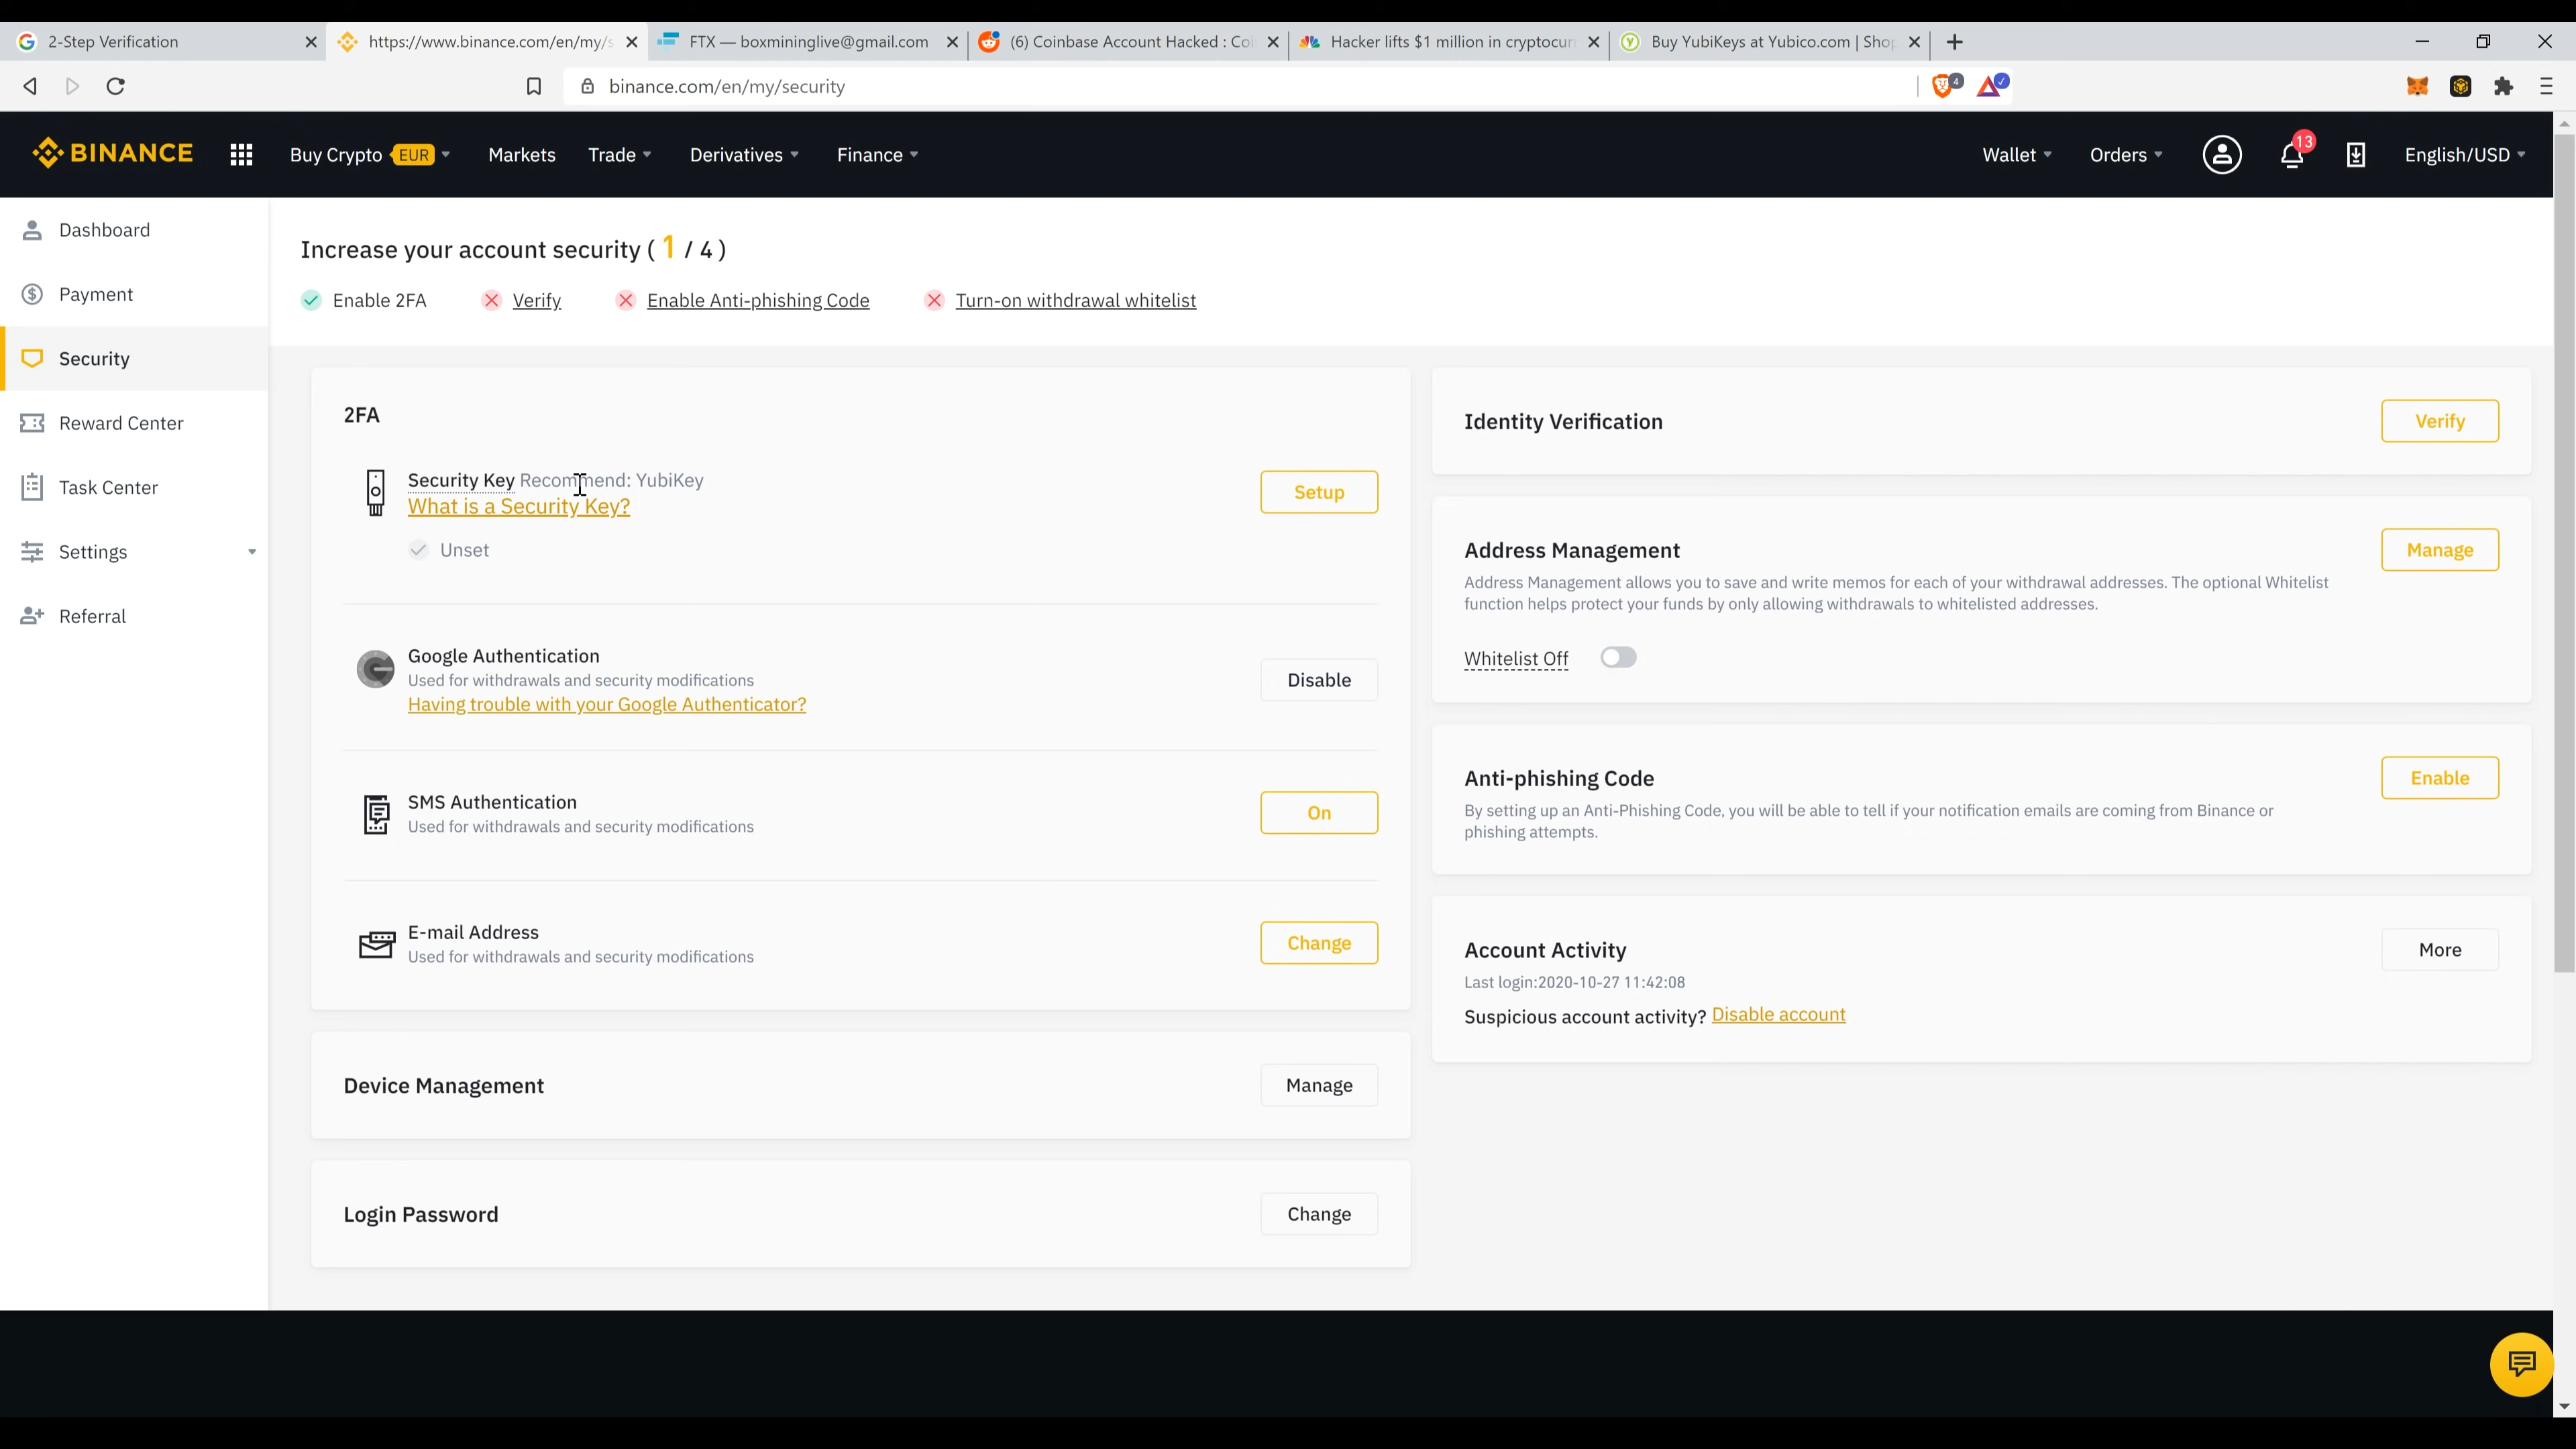 2-Step Verification
https://www.binance.com/en/my/s
FTX — boxmininglive@gmail.com
(6) Coinbase Account Hacked : Coi
Hacker lifts $1 million in cryptocurr
Buy YubiKeys at Yubico.com | Shop
binance.com/en/my/security
4
BINANCE
Buy Crypto EUR
Markets
Trade
Derivatives
Finance
Wallet
Orders
13
English/USD
Dashboard
Payment
Security
Reward Center
Task Center
Settings
Referral
Increase your account security ( 1 / 4 )
Enable 2FA
Verify
Enable Anti-phishing Code
Turn-on withdrawal whitelist
2FA
Security Key Recommend: YubiKey
What is a Security Key?
Setup
Unset
Google Authentication
Used for withdrawals and security modifications
Having trouble with your Google Authenticator?
Disable
SMS Authentication
Used for withdrawals and security modifications
On
E-mail Address
Used for withdrawals and security modifications
Change
Device Management
Manage
Login Password
Change
Identity Verification
Verify
Address Management
Manage
Address Management allows you to save and write memos for each of your withdrawal addresses. The optional Whitelist
function helps protect your funds by only allowing withdrawals to whitelisted addresses.
Whitelist Off
Anti-phishing Code
Enable
By setting up an Anti-Phishing Code, you will be able to tell if your notification emails are coming from Binance or
phishing attempts.
Account Activity
More
Last login:2020-10-27 11:42:08
Suspicious account activity? Disable account